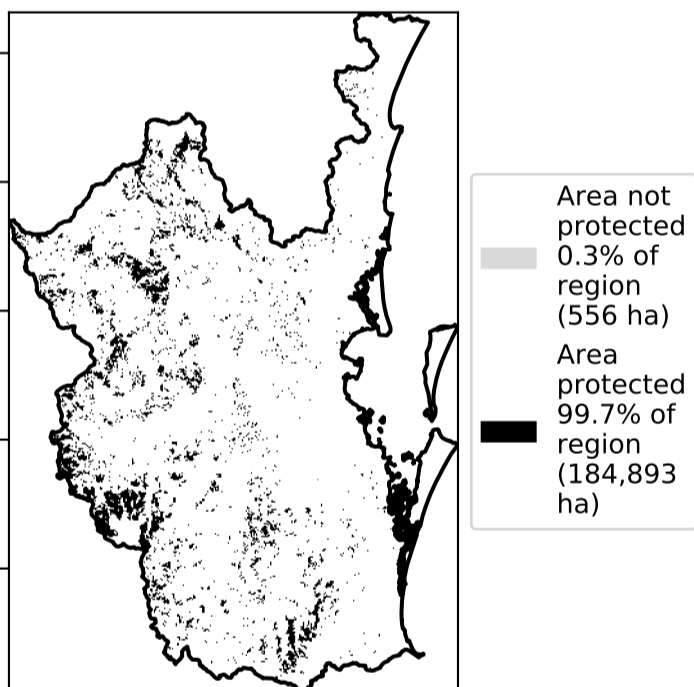 Area not
protected
0.3% of
region
(556 ha)
Area
protected
99.7% of
region
(184,893
ha)